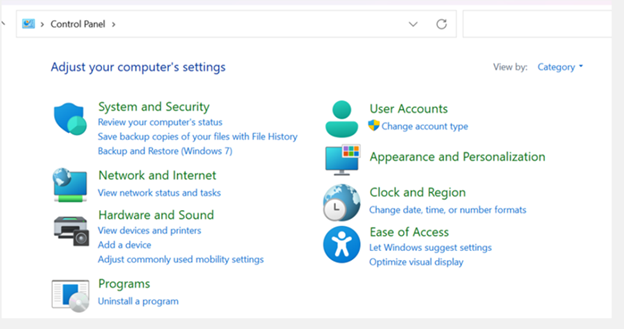 Control Panel
Adjust your computer's settings
View by: Category
System and Security
Review your computer's status
Save backup copies of your files with File History
Backup and Restore (Windows 7)
Network and Internet
View network status and tasks
Hardware and Sound
View devices and printers
Add a device
Adjust commonly used mobility settings
Programs
Uninstall a program
User Accounts
Change account type
Appearance and Personalization
Clock and Region
Change date, time, or number formats
Ease of Access
Let Windows suggest settings
Optimize visual display